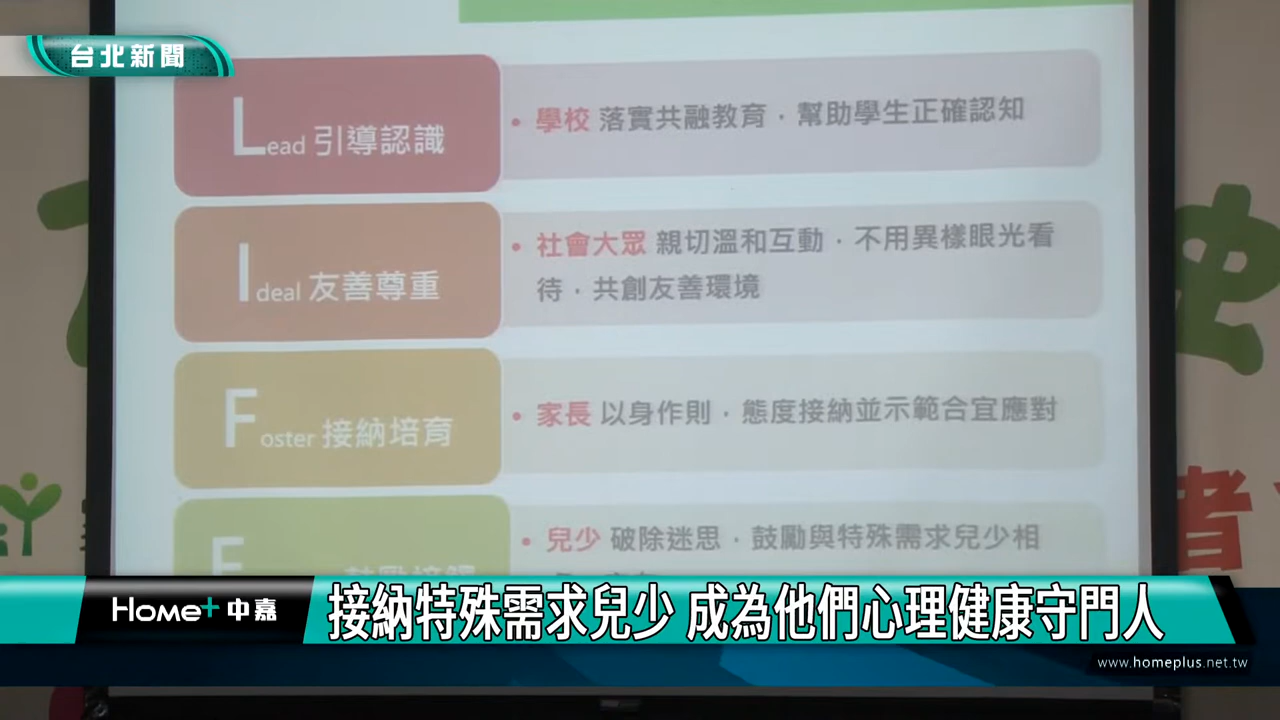 台北新聞
Lead 引導認識
• 學校 落實共融教育，幫助學生正確認知
Ideal 友善尊重
• 社會大眾 親切溫和互動，不用異樣眼光看
待，共創友善環境
Foster 接納培育
• 家長 以身作則，態度接納並示範合宜應對
• 兒少 破除迷思，鼓勵與特殊需求兒少相
者
Home+ 中嘉
接納特殊需求兒少 成為他們心理健康守門人
www.homeplus.net.tw